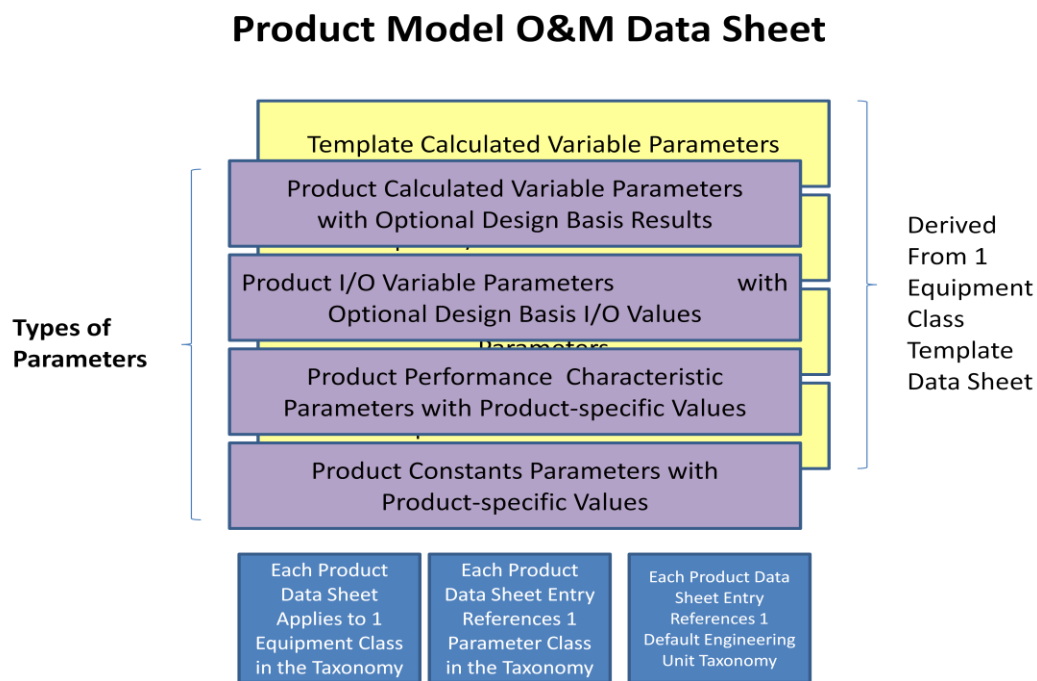 Product Model O&M Data Sheet
Template Calculated Variable Parameters
Product Calculated Variable Parameters
with Optional Design Basis Results
Product I/O Variable Parameters with
Optional Design Basis I/O Values
Parameters
Product Performance Characteristic
Parameters with Product-specific Values
Product Constants Parameters with
Product-specific Values
Types of
Parameters
Derived
From 1
Equipment
Class
Template
Data Sheet
Each Product
Data Sheet
Applies to 1
Equipment Class
in the Taxonomy
Each Product
Data Sheet Entry
References 1
Parameter Class
in the Taxonomy
Each Product Data
Sheet Entry
References 1
Default Engineering
Unit Taxonomy